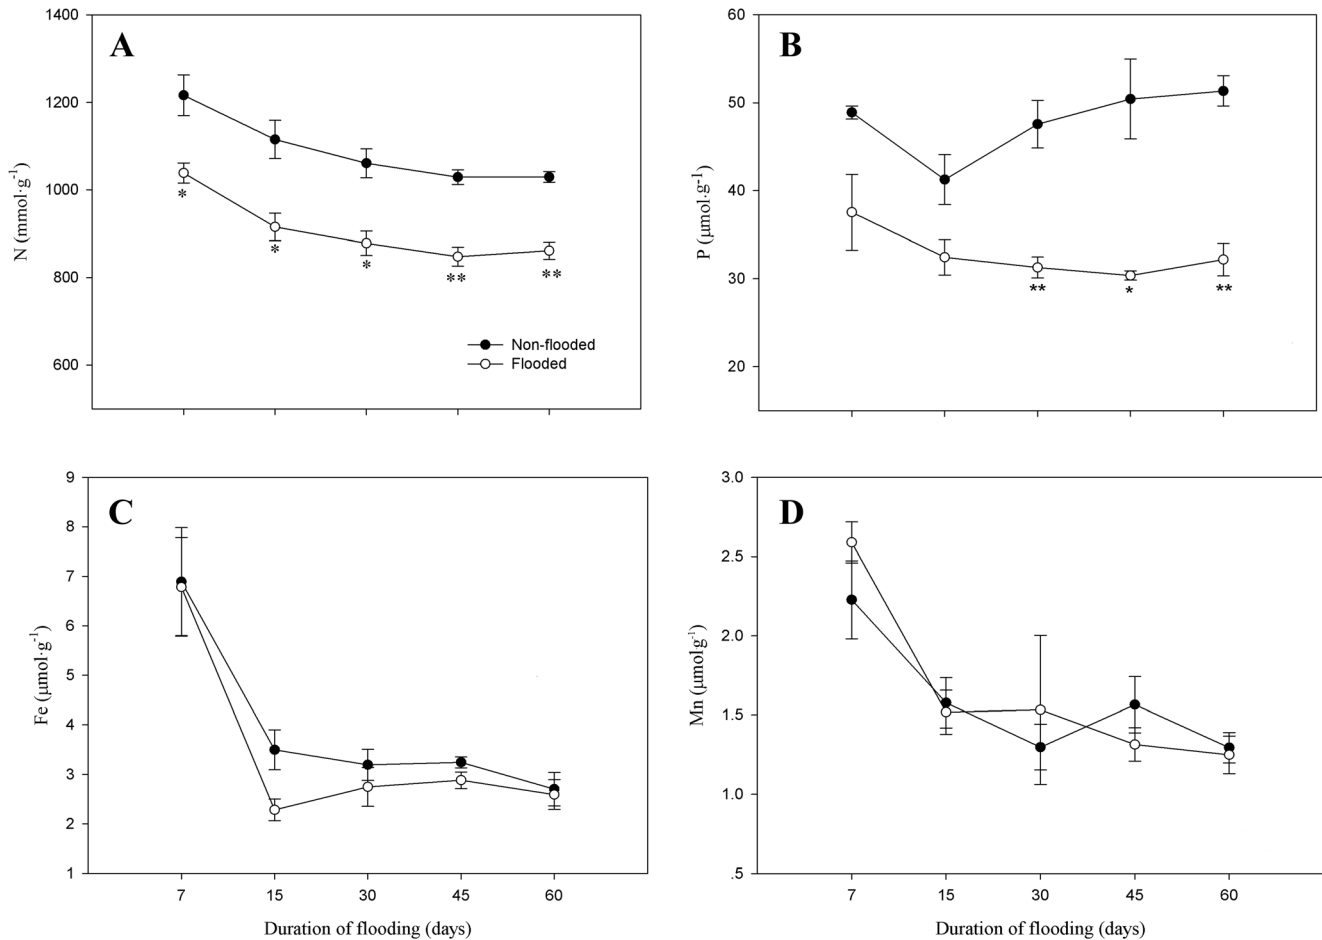 A
N (mmol·g⁻¹)
1400
1200
1000
800
600
*
*
*
**
**
Non-flooded
Flooded
B
P (μmol·g-¹)
60
50
40
30
20
**
*
**
C
Fe (μmol·g⁻¹)
9
8
7
6
5
4
3
2
1
7 15 30 45 60
Duration of flooding (days)
D
Mn (μmolg⁻¹)
3.0
2.5
2.0
1.5
1.0
.5
7 15 30 45 60
Duration of flooding (days)